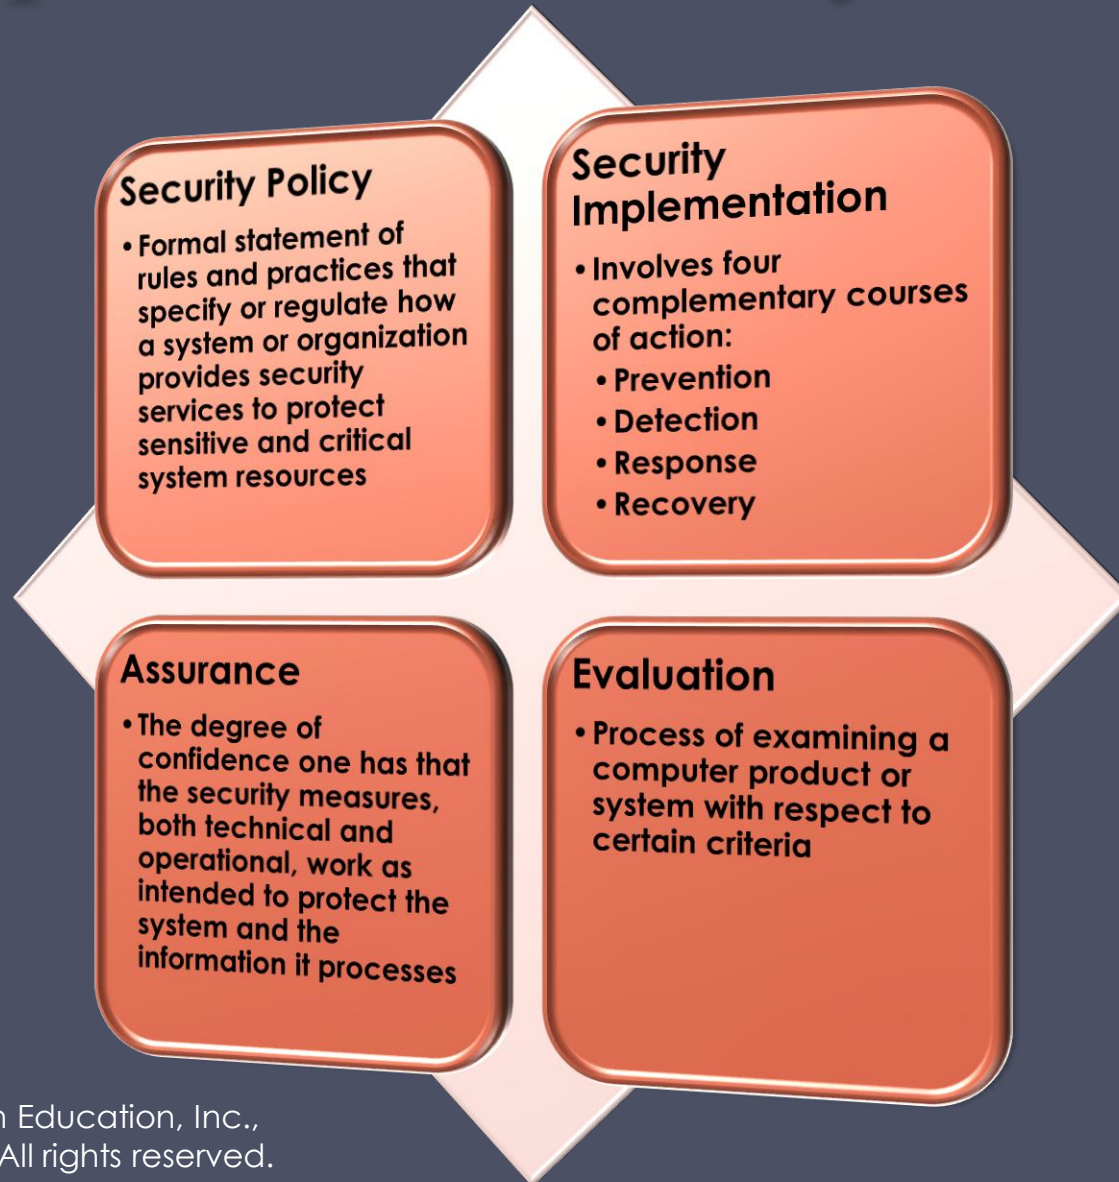 Security Policy
• Formal statement of
rules and practices that
specify or regulate how
a system or organization
provides security
services to protect
sensitive and critical
system resources
Security
Implementation
• Involves four
complementary courses
of action:
• Prevention
• Detection
• Response
• Recovery
Assurance
• The degree of
confidence one has that
the security measures,
both technical and
operational, work as
intended to protect the
system and the
information it processes
Evaluation
• Process of examining a
computer product or
system with respect to
certain criteria
Education, Inc.,
All rights reserved.